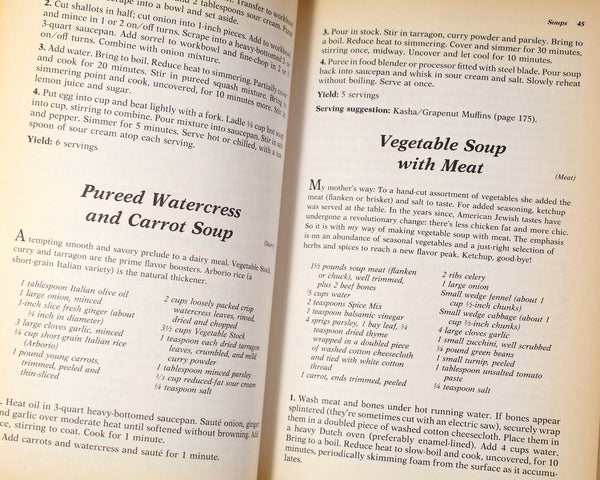 Transfer to workbowl
scrape into a bowl and set aside.
2. Cut shallots in half; cut onion into 1-inch pieces. Add to workbowl
and mince in 1 or 2 on/off turns. Scrape into a heavy-bottomed 2- or
3-quart saucepan. Add sorrel to workbowl and fine-chop in 2 or 3
on/off turns. Combine with onion mixture.
3. Add water. Bring to boil. Reduce heat to simmering. Partially cover
and cook for 20 minutes. Stir in pureed squash mixture. Bring to
simmering point and cook, uncovered, for 10 minutes more. Stir in
lemon juice and sugar.
4. Put egg into cup and beat lightly with a fork. Ladle ¼ cup hot soup
into cup, stirring to combine. Pour mixture into saucepan. Stir in salt
and pepper. Simmer for 5 minutes. Serve hot or chilled, with a tea-
spoon of sour cream atop each serving.
Yield: 6 servings
Pureed Watercress
and Carrot Soup
(Dairy)
A tempting smooth and savory prelude to a dairy meal. Vegetable Stock,
curry and tarragon are the prime flavor boosters. Arborio rice (a
short-grain Italian variety) is the natural thickener.
1 tablespoon Italian olive oil
1 large onion, minced
1-inch slice fresh ginger (about
¾ inch in diameter)
3 large cloves garlic, minced
¼ cup short-grain Italian rice
(Arborio)
1 pound young carrots,
trimmed, peeled and
thin-sliced
2 cups loosely packed crisp
watercress leaves, rinsed,
dried and chopped
3½ cups Vegetable Stock
1 teaspoon each dried tarragon
leaves, crumbled, and mild
curry powder
1 tablespoon minced parsley
⅓ cup reduced-fat sour cream
¼ teaspoon salt
. Heat oil in 3-quart heavy-bottomed saucepan. Sauté onion, ginger
nd garlic over moderate heat until softened without browning. Add
ce, stirring to coat. Cook for 1 minute.
Add carrots and watercress and sauté for 1 minute.
Soups 45
3. Pour in stock. Stir in tarragon, curry powder and parsley. Bring to
a boil. Reduce heat to simmering. Cover and simmer for 30 minutes,
stirring once, midway. Uncover and let cool for 10 minutes.
4. Puree in food blender or processor fitted with steel blade. Pour soup
back into saucepan and whisk in sour cream and salt. Slowly reheat
without boiling. Serve at once.
Yield: 5 servings
Serving suggestion: Kasha/Grapenut Muffins (page 175).
Vegetable Soup
with Meat
(Meat)
My mother's way: To a hand-cut assortment of vegetables she added the
meat (flanken or brisket) and salt to taste. For added seasoning, ketchup
was served at the table. In the years since, American Jewish tastes have
undergone a revolutionary change: there's less chicken fat and more chic.
So it is with my way of making vegetable soup with meat. The emphasis
is on an abundance of seasonal vegetables and a just-right selection of
herbs and spices to reach a new flavor peak. Ketchup, good-bye!
1½ pounds soup meat (flanken
or chuck), well trimmed,
plus 2 beef bones
cups water
2 teaspoons Spice Mix
1 teaspoon balsamic vinegar
4 sprigs parsley, 1 bay leaf, ¼
teaspoon dried thyme
wrapped in a doubled piece
of washed cotton cheesecloth
and tied with white cotton
thread
1 carrot, ends trimmed, peeled
2 ribs celery
1 large onion
Small wedge fennel (about 1
cup ½-inch chunks)
Small wedge cabbage (about 1
cup ½-inch chunks)
4 large cloves garlic
1 small zucchini, well scrubbed
¼ pound green beans
1 small turnip, peeled
1 tablespoon unsalted tomato
paste
¼ teaspoon salt
1. Wash meat and bones under hot running water. If bones appear
splintered (they're sometimes cut with an electric saw), securely wrap
them in a doubled piece of washed cotton cheesecloth. Place them in
a heavy Dutch oven (preferably enamel-lined). Add 4 cups water.
Bring to a boil. Reduce heat to slow-boil and cook, uncovered, for 10
minutes, periodically skimming foam from the surface as it accumu-
lates.